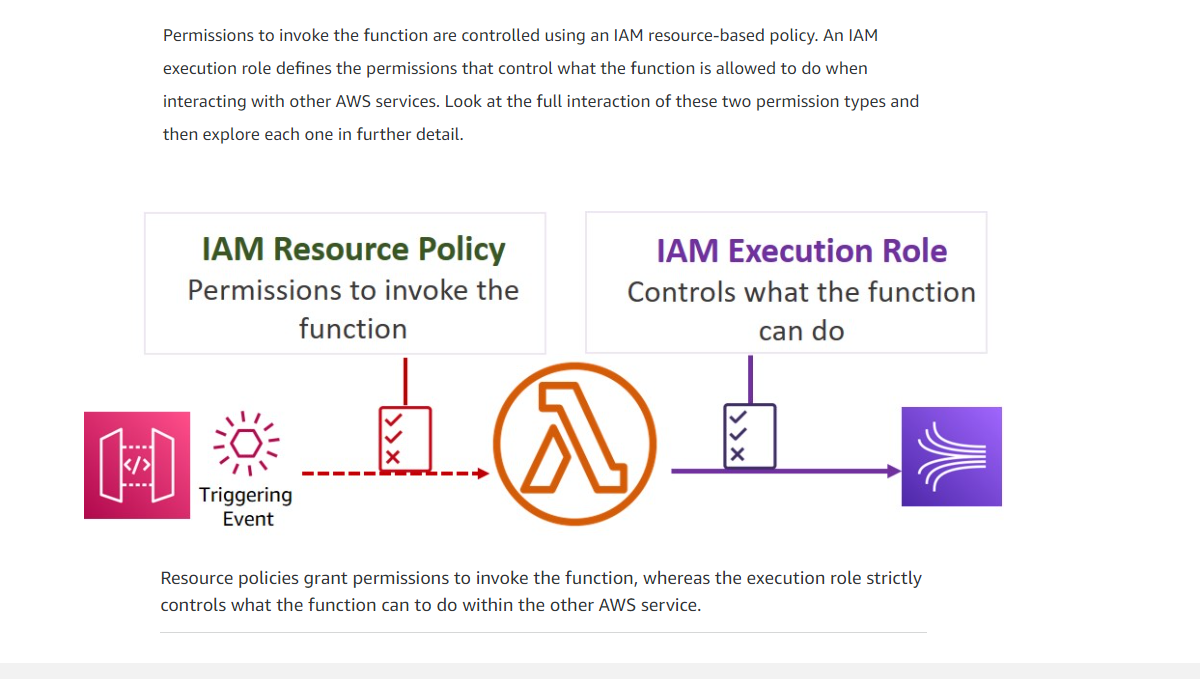 Permissions to invoke the function are controlled using an IAM resource-based policy. An IAM
execution role defines the permissions that control what the function is allowed to do when
interacting with other AWS services. Look at the full interaction of these two permission types and
then explore each one in further detail.
IAM Resource Policy
Permissions to invoke the
function
IAM Execution Role
Controls what the function
can do
</>
Triggering
Event
Resource policies grant permissions to invoke the function, whereas the execution role strictly
controls what the function can to do within the other AWS service.